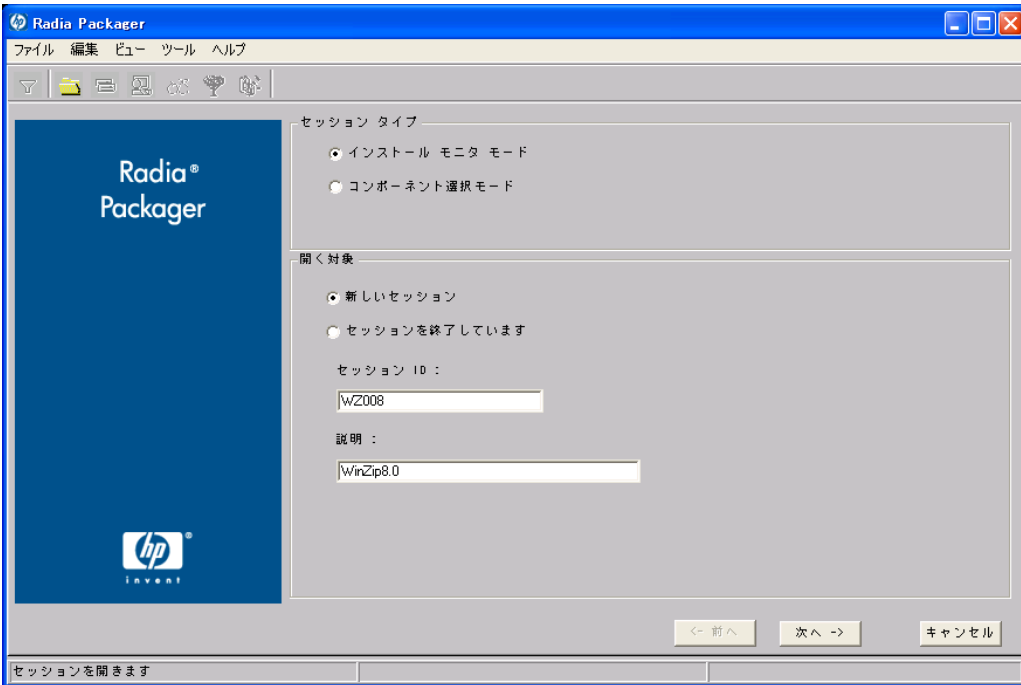 Radia Packager
ファイル 編集 ビュー ツール ヘルプ
Radia®
Packager
hp®
invent
セッション タイプ
インストール モニタ モード
コンポーネント選択モード
開く対象
新しいセッション
セッションを終了しています
セッション ID :
WZ008
説明 :
WinZip8.0
<- 前へ 次へ -> キャンセル
セッションを開きます